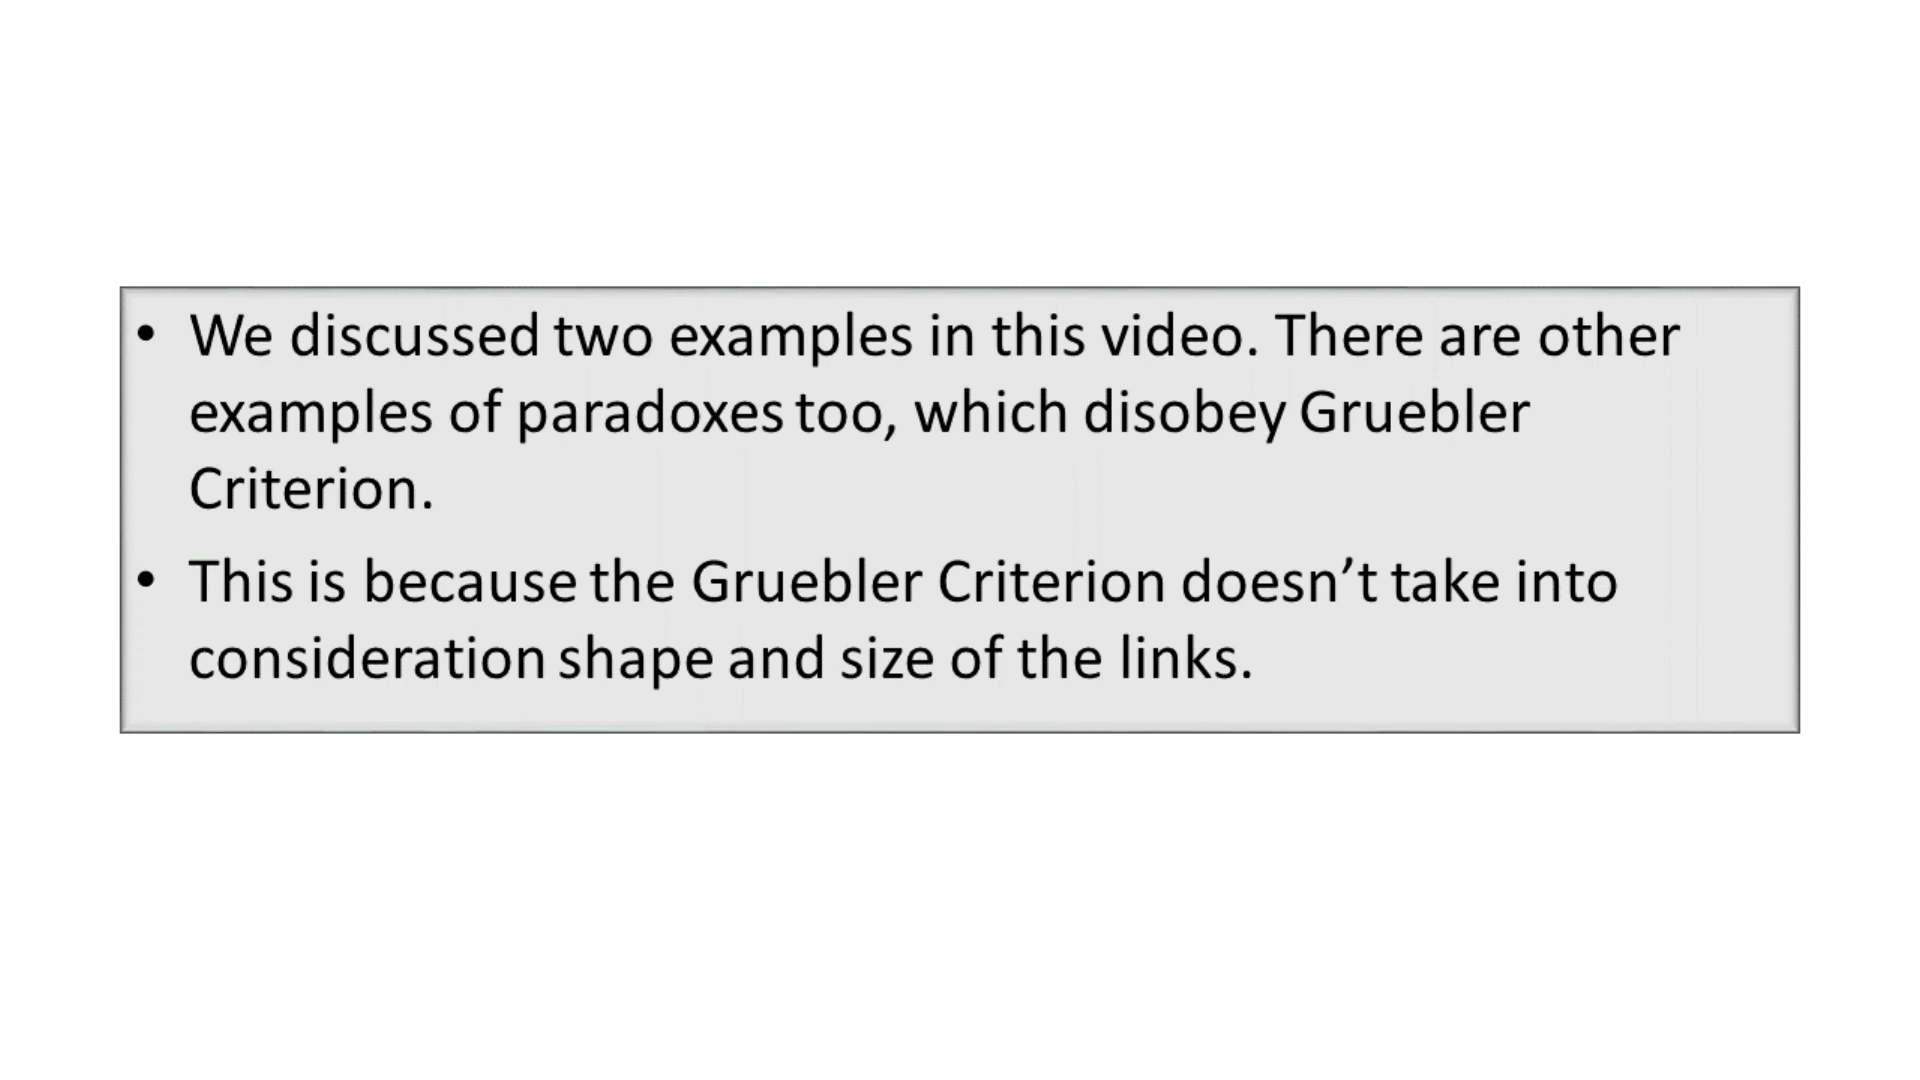 • We discussed two examples in this video. There are other
examples of paradoxes too, which disobey Gruebler
Criterion.
• This is because the Gruebler Criterion doesn’t take into
consideration shape and size of the links.